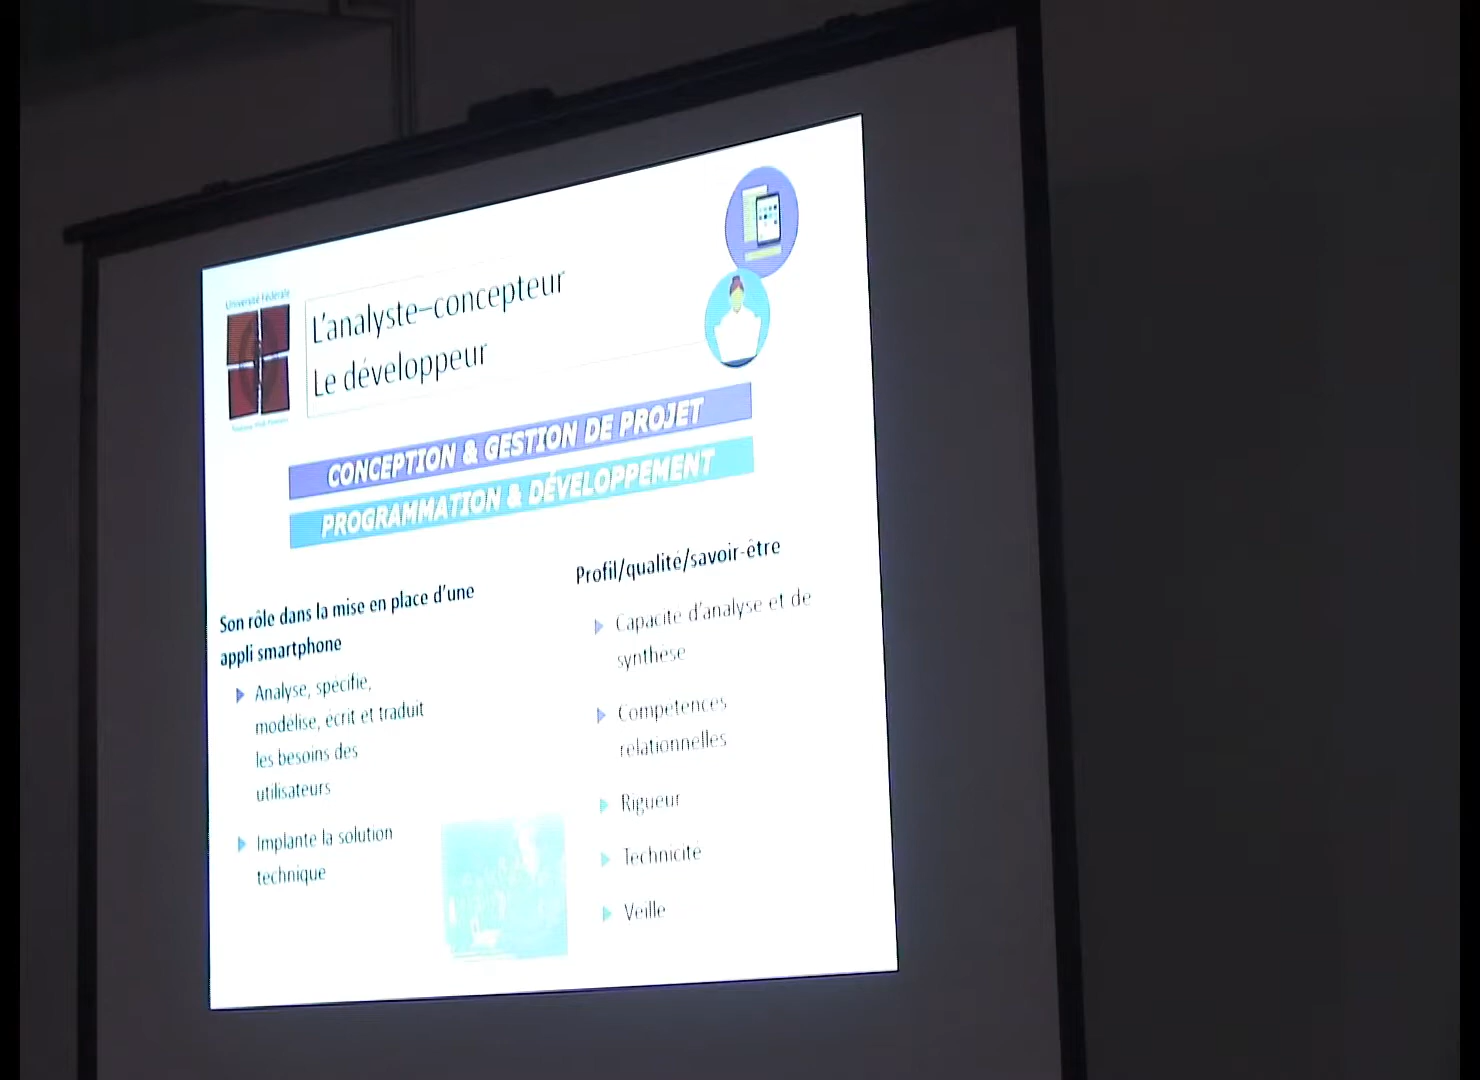 Université Fédérale
L'analyste–concepteur
Le développeur
CONCEPTION & GESTION DE PROJET
PROGRAMMATION & DÉVELOPPEMENT
Son rôle dans la mise en place d'une
appli smartphone
Analyse, spécifie,
modélise, écrit et traduit
les besoins des
utilisateurs
Implante la solution
technique
Profil/qualité/savoir-être
Capacité d'analyse et de
synthèse
Compétences
relationnelles
Rigueur
Technicité
Veille